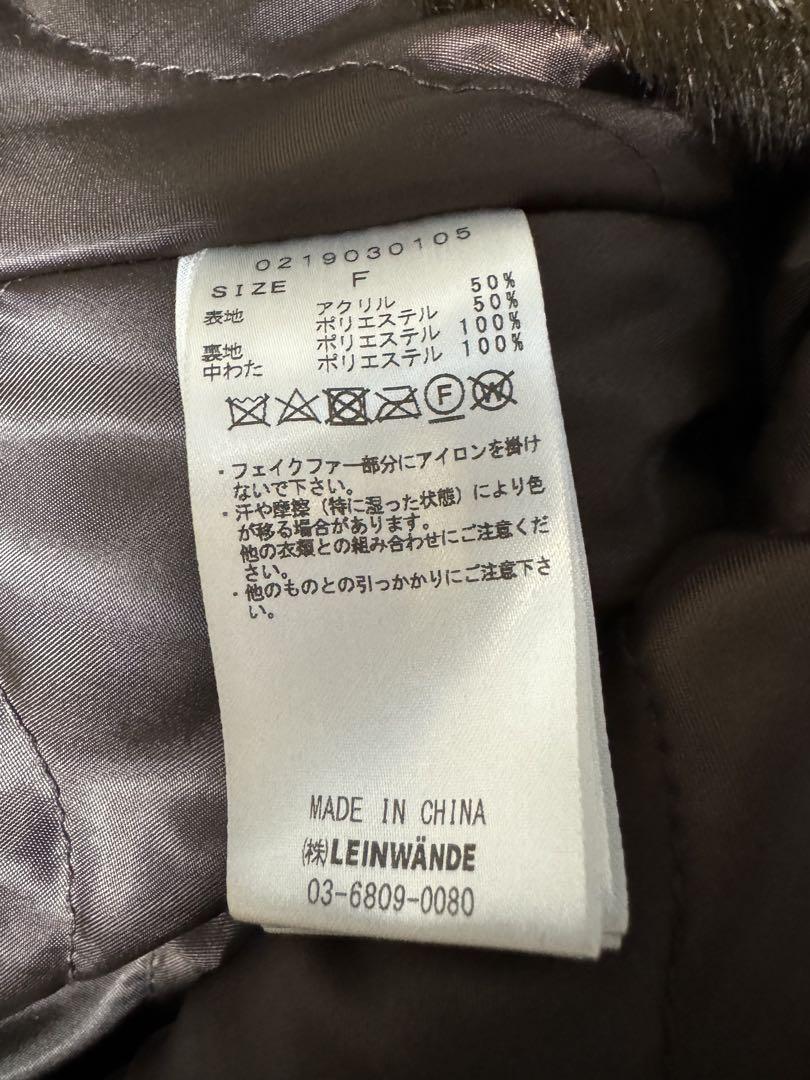 0219030105
SIZE F
表地 アクリル 50%
ポリエステル 50%
裏地 ポリエステル 100%
中わた ポリエステル 100%
F W
・フェイクファー部分にアイロンを掛け
ないで下さい。
・汗や摩擦（特に湿った状態）により色
が移る場合があります。
他の衣類との組み合わせにご注意くだ
さい。
・他のものとの引っかかりにご注意下さ
い。
MADE IN CHINA
㈱LEINWÄNDE
03-6809-0080